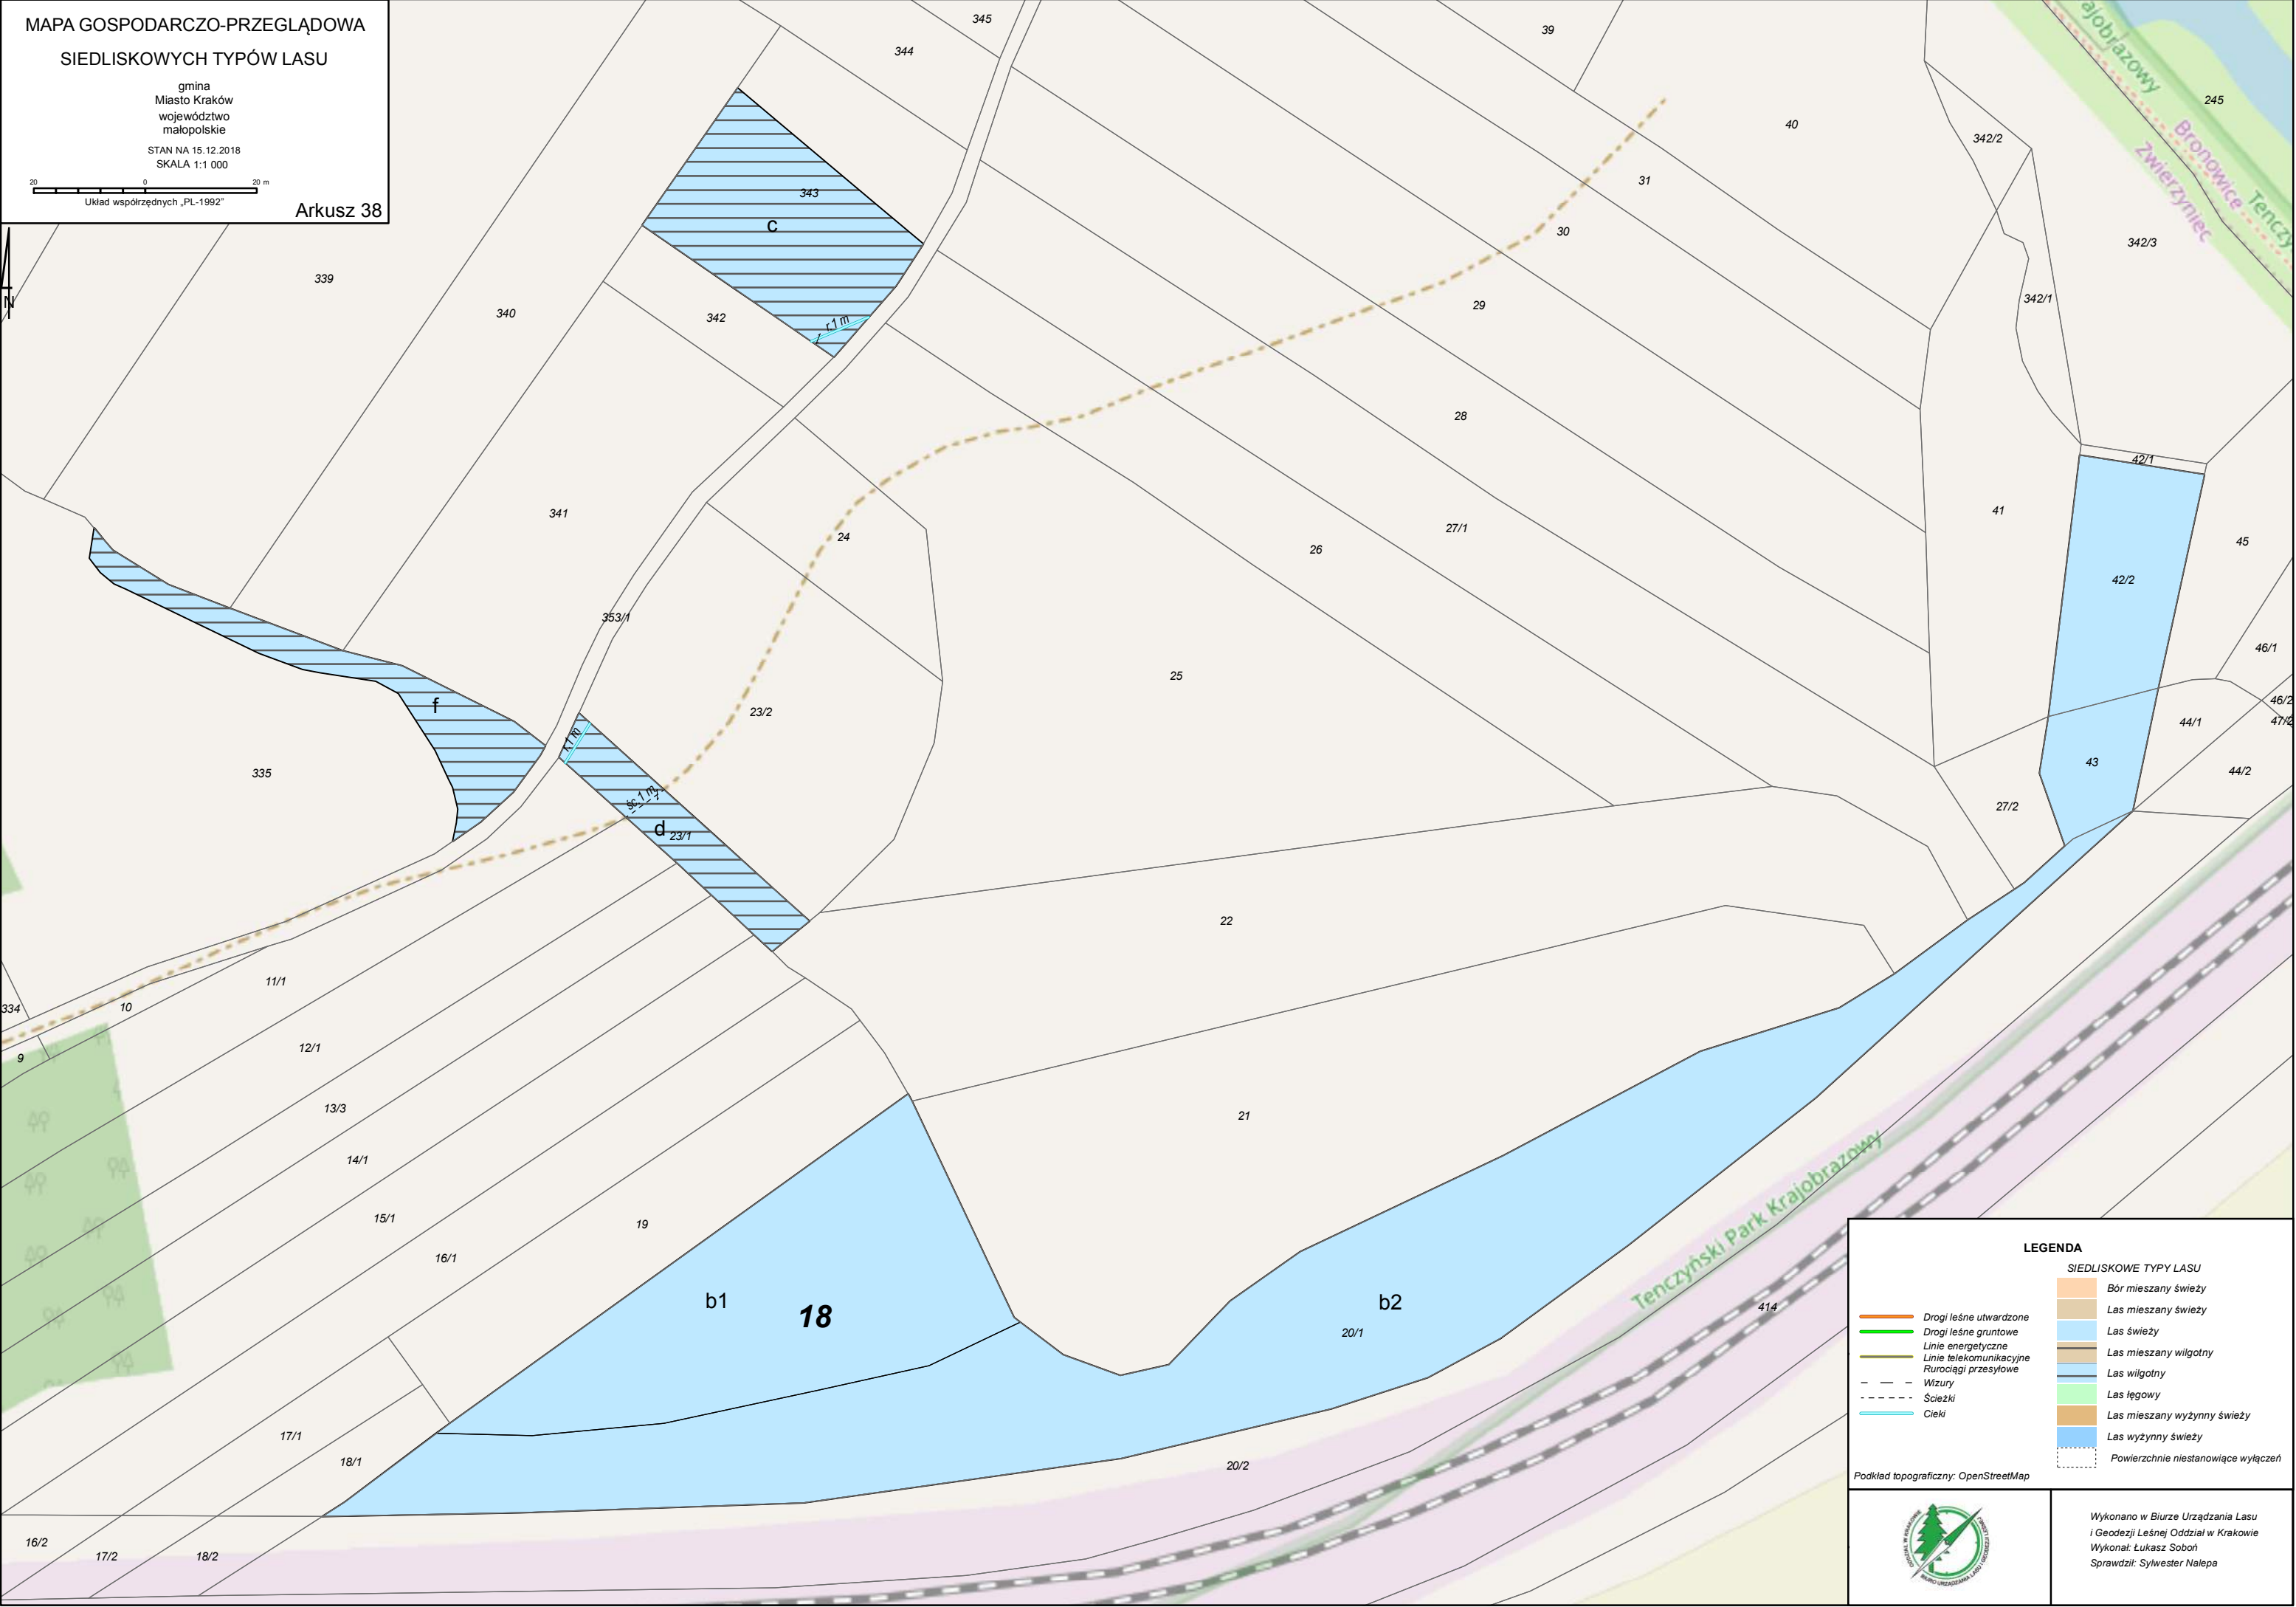 MAPA GOSPODARCZO-PRZEGLĄDOWA
SIEDLISKOWYCH TYPÓW LASU
gmina
Miasto Kraków
województwo
małopolskie
STAN NA 15.12.2018
SKALA 1:1 000
20 0 20 m
Układ współrzędnych „PL-1992"
Arkusz 38
N
345
344
39
40
245
342/2
31
343
c
30
342/3
339
340
342
r.1 m
29
342/1
ajobrazowy
Bronowice
Zwierzyniec
Tenczy
28
42/1
341
24
27/1
26
41
45
42/2
353/1
46/1
25
f
23/2
46/2
47/2
44/1
r.1 m
335
43
44/2
śc.1 m
27/2
d
23/1
22
11/1
334
10
9
12/1
13/3
21
14/1
15/1
19
16/1
b1
18
b2
20/1
Tenczyński Park Krajobrazowy
414
17/1
18/1
20/2
16/2
17/2
18/2
LEGENDA
SIEDLISKOWE TYPY LASU
Bór mieszany świeży
Las mieszany świeży
Las świeży
Las mieszany wilgotny
Las wilgotny
Las łęgowy
Las mieszany wyżynny świeży
Las wyżynny świeży
Powierzchnie niestanowiące wyłączeń
Drogi leśne utwardzone
Drogi leśne gruntowe
Linie energetyczne
Linie telekomunikacyjne
Rurociągi przesyłowe
Wizury
Ścieżki
Cieki
Podkład topograficzny: OpenStreetMap
Wykonano w Biurze Urządzania Lasu
i Geodezji Leśnej Oddział w Krakowie
Wykonał: Łukasz Soboń
Sprawdził: Sylwester Nalepa